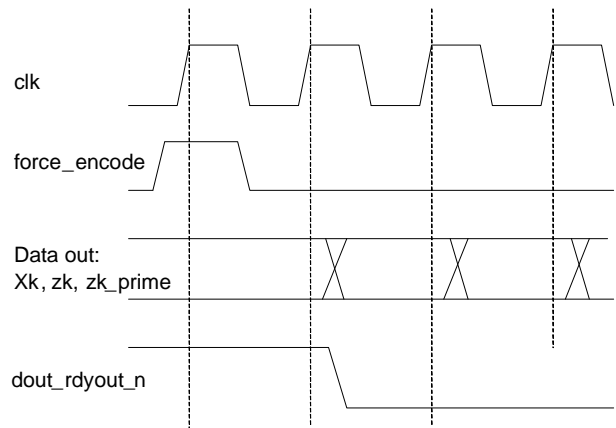 clk
force_encode
Data out:
Xk, zk, zk_prime
dout_rdyout_n